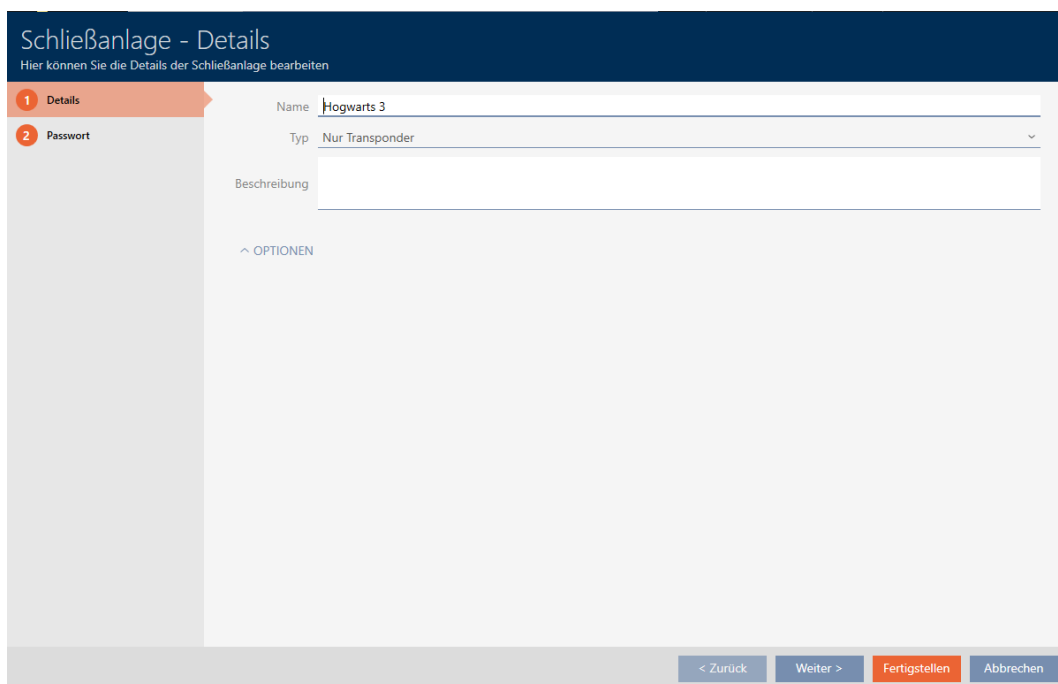 Schließanlage - Details
Hier können Sie die Details der Schließanlage bearbeiten
1 Details
2 Passwort
Name Hogwarts 3
Typ Nur Transponder
Beschreibung
OPTIONEN
< Zurück Weiter > Fertigstellen Abbrechen